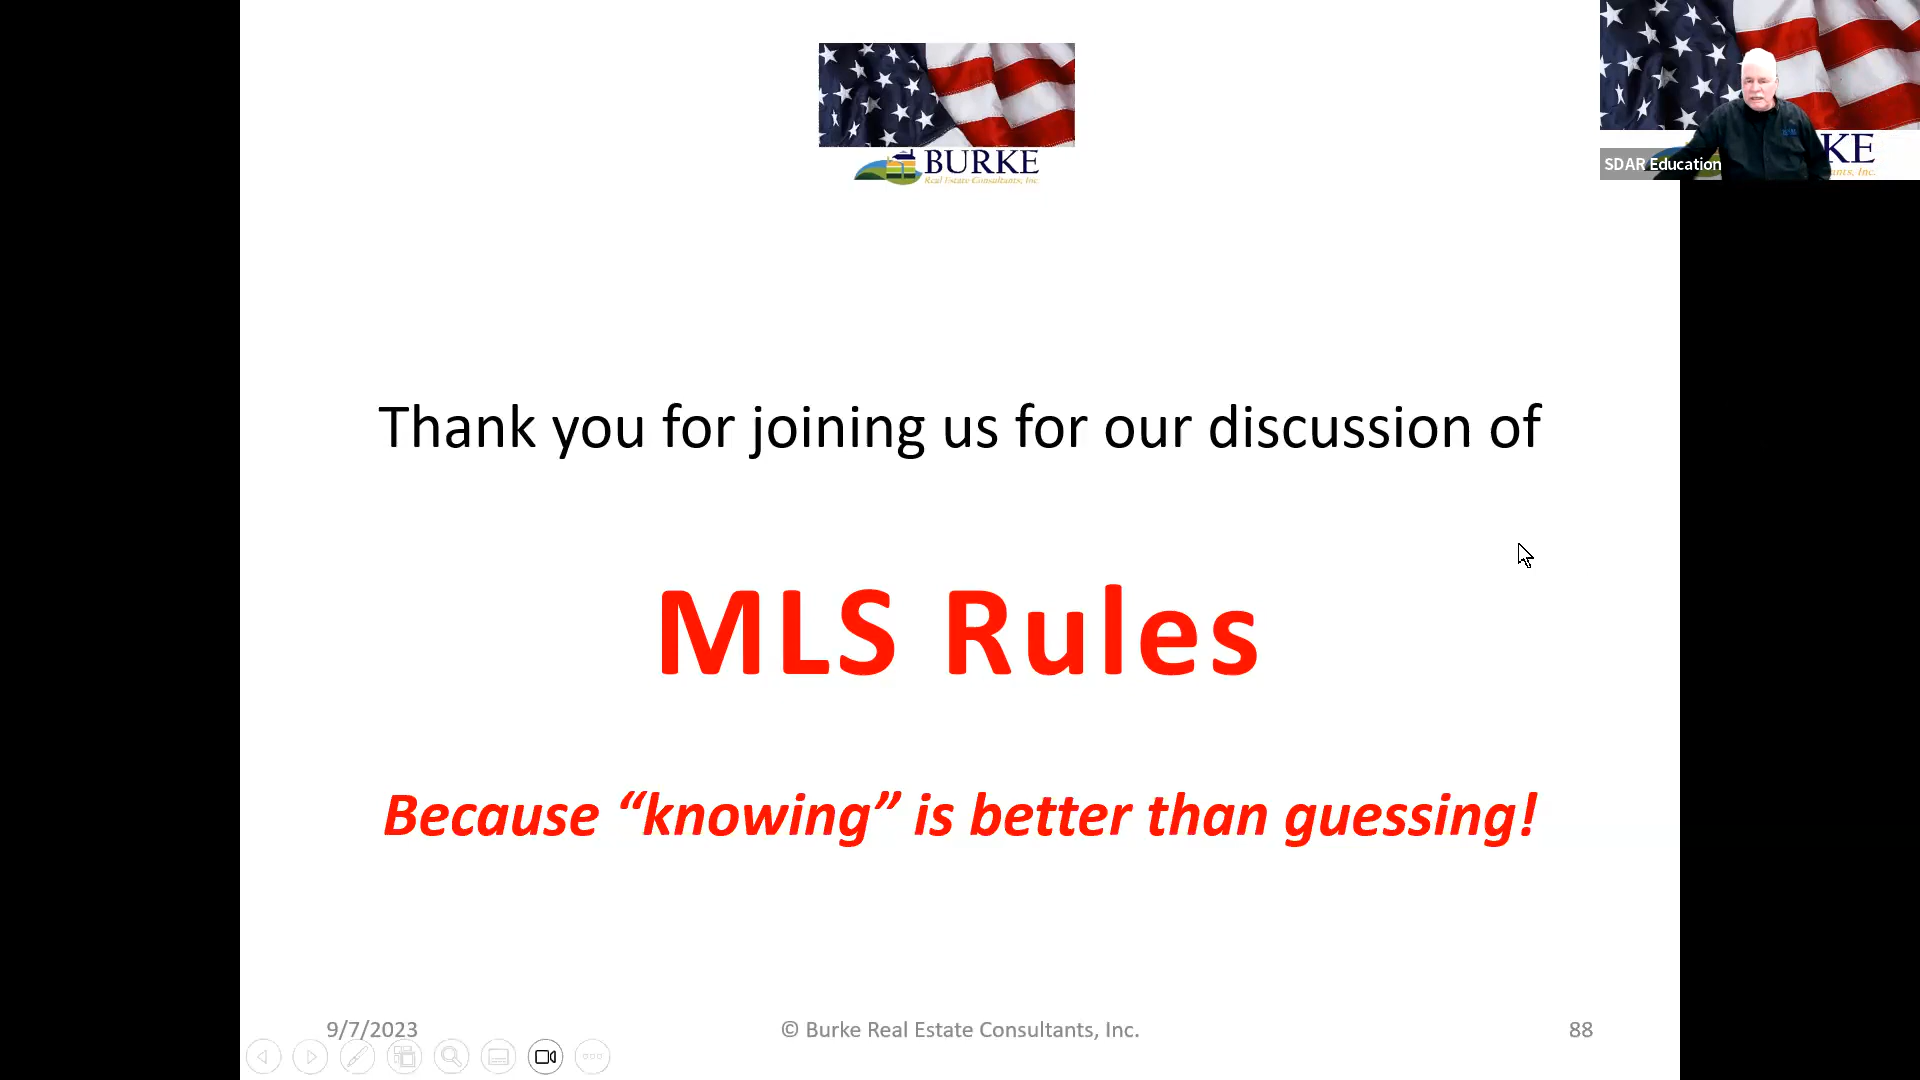 BURKE
Real Estate Consultants, Inc.
KE
SDAR Education
Thank you for joining us for our discussion of
MLS Rules
Because “knowing” is better than guessing!
9/7/2023
© Burke Real Estate Consultants, Inc.
88